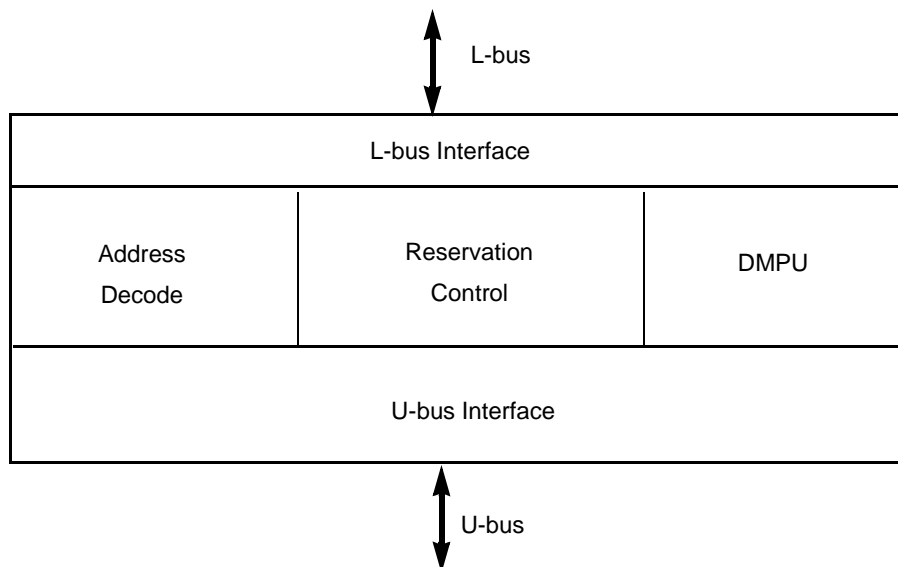 L-bus
L-bus Interface
Address
Decode
Reservation
Control
DMPU
U-bus Interface
U-bus